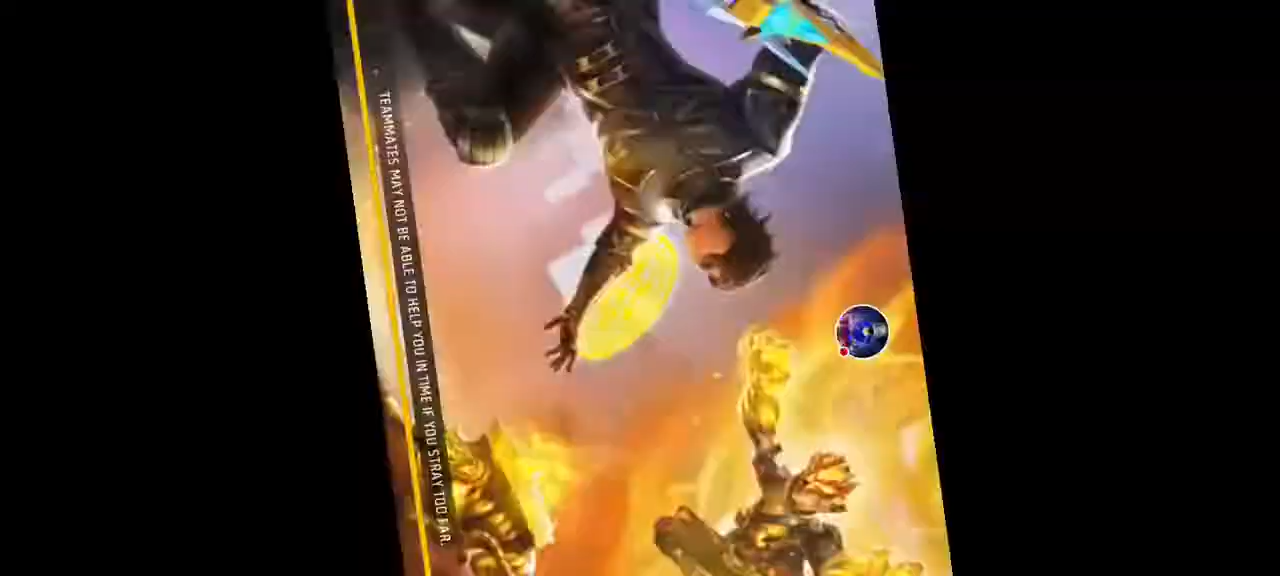 TEAMMATES MAY NOT BE ABLE TO HELP YOU IN TIME IF YOU STRAY TOO FAR.